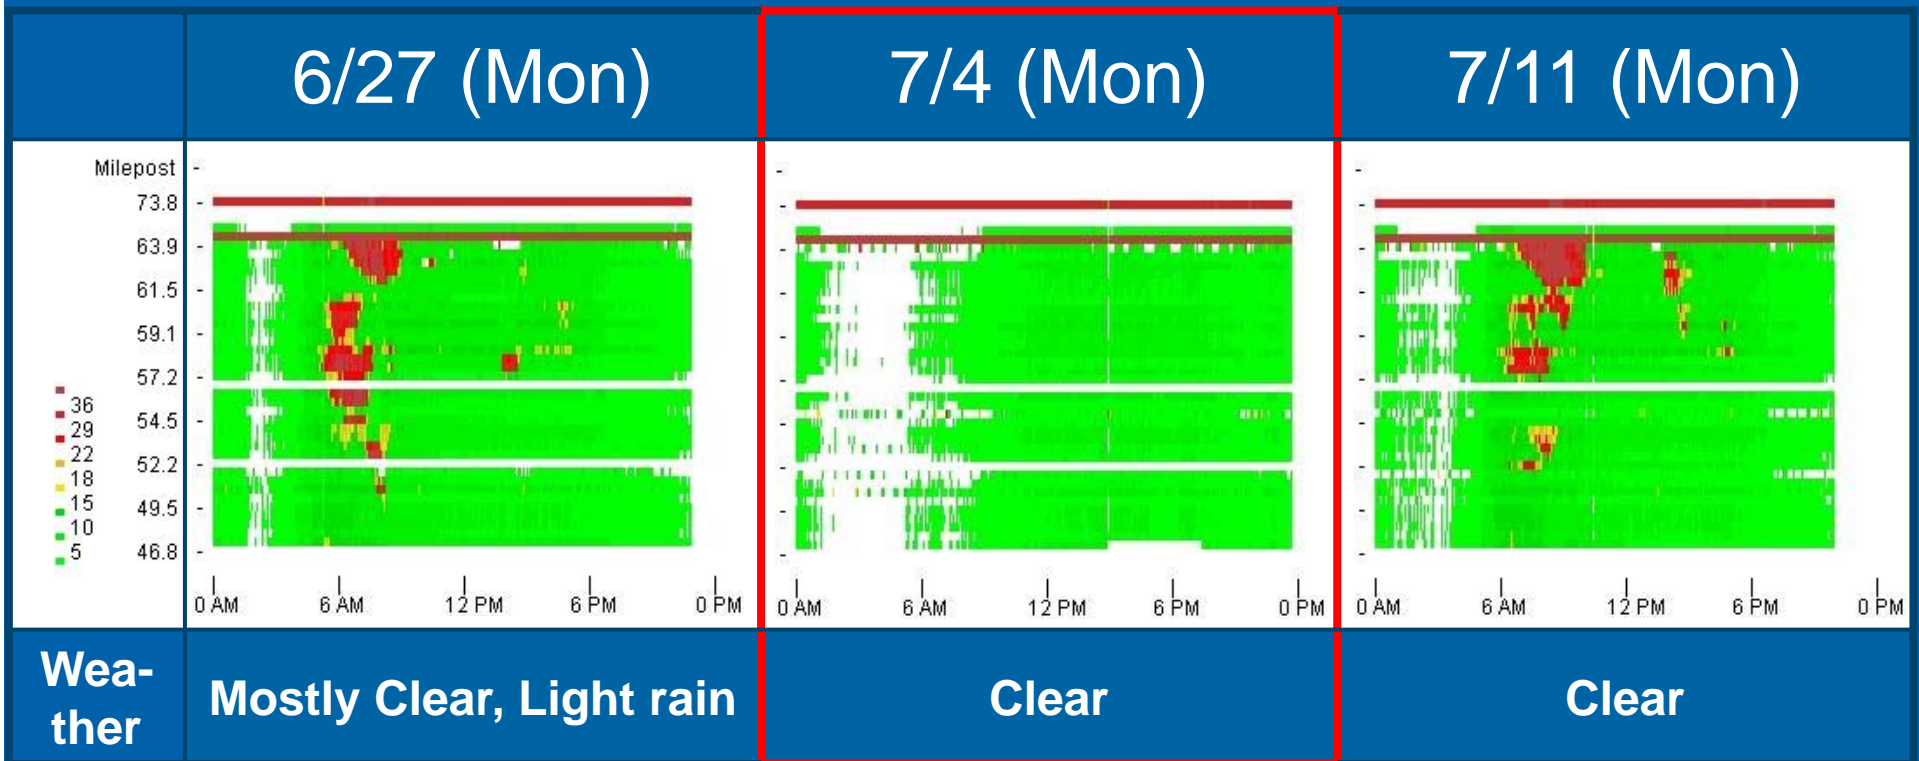 6/27 (Mon) 7/4 (Mon) 7/11 (Mon)
Milepost
73.8
63.9
61.5
59.1
57.2
54.5
52.2
49.5
46.8
36
29
22
18
15
10
5
0 AM 6 AM 12 PM 6 PM 0 PM
0 AM 6 AM 12 PM 6 PM 0 PM
0 AM 6 AM 12 PM 6 PM 0 PM
Wea-
ther
Mostly Clear, Light rain
Clear
Clear